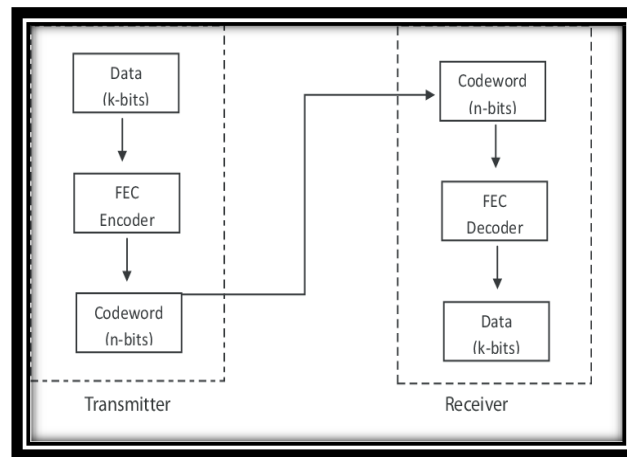 Data
(k-bits)
FEC
Encoder
Codeword
(n-bits)
Transmitter
Codeword
(n-bits)
FEC
Decoder
Data
(k-bits)
Receiver